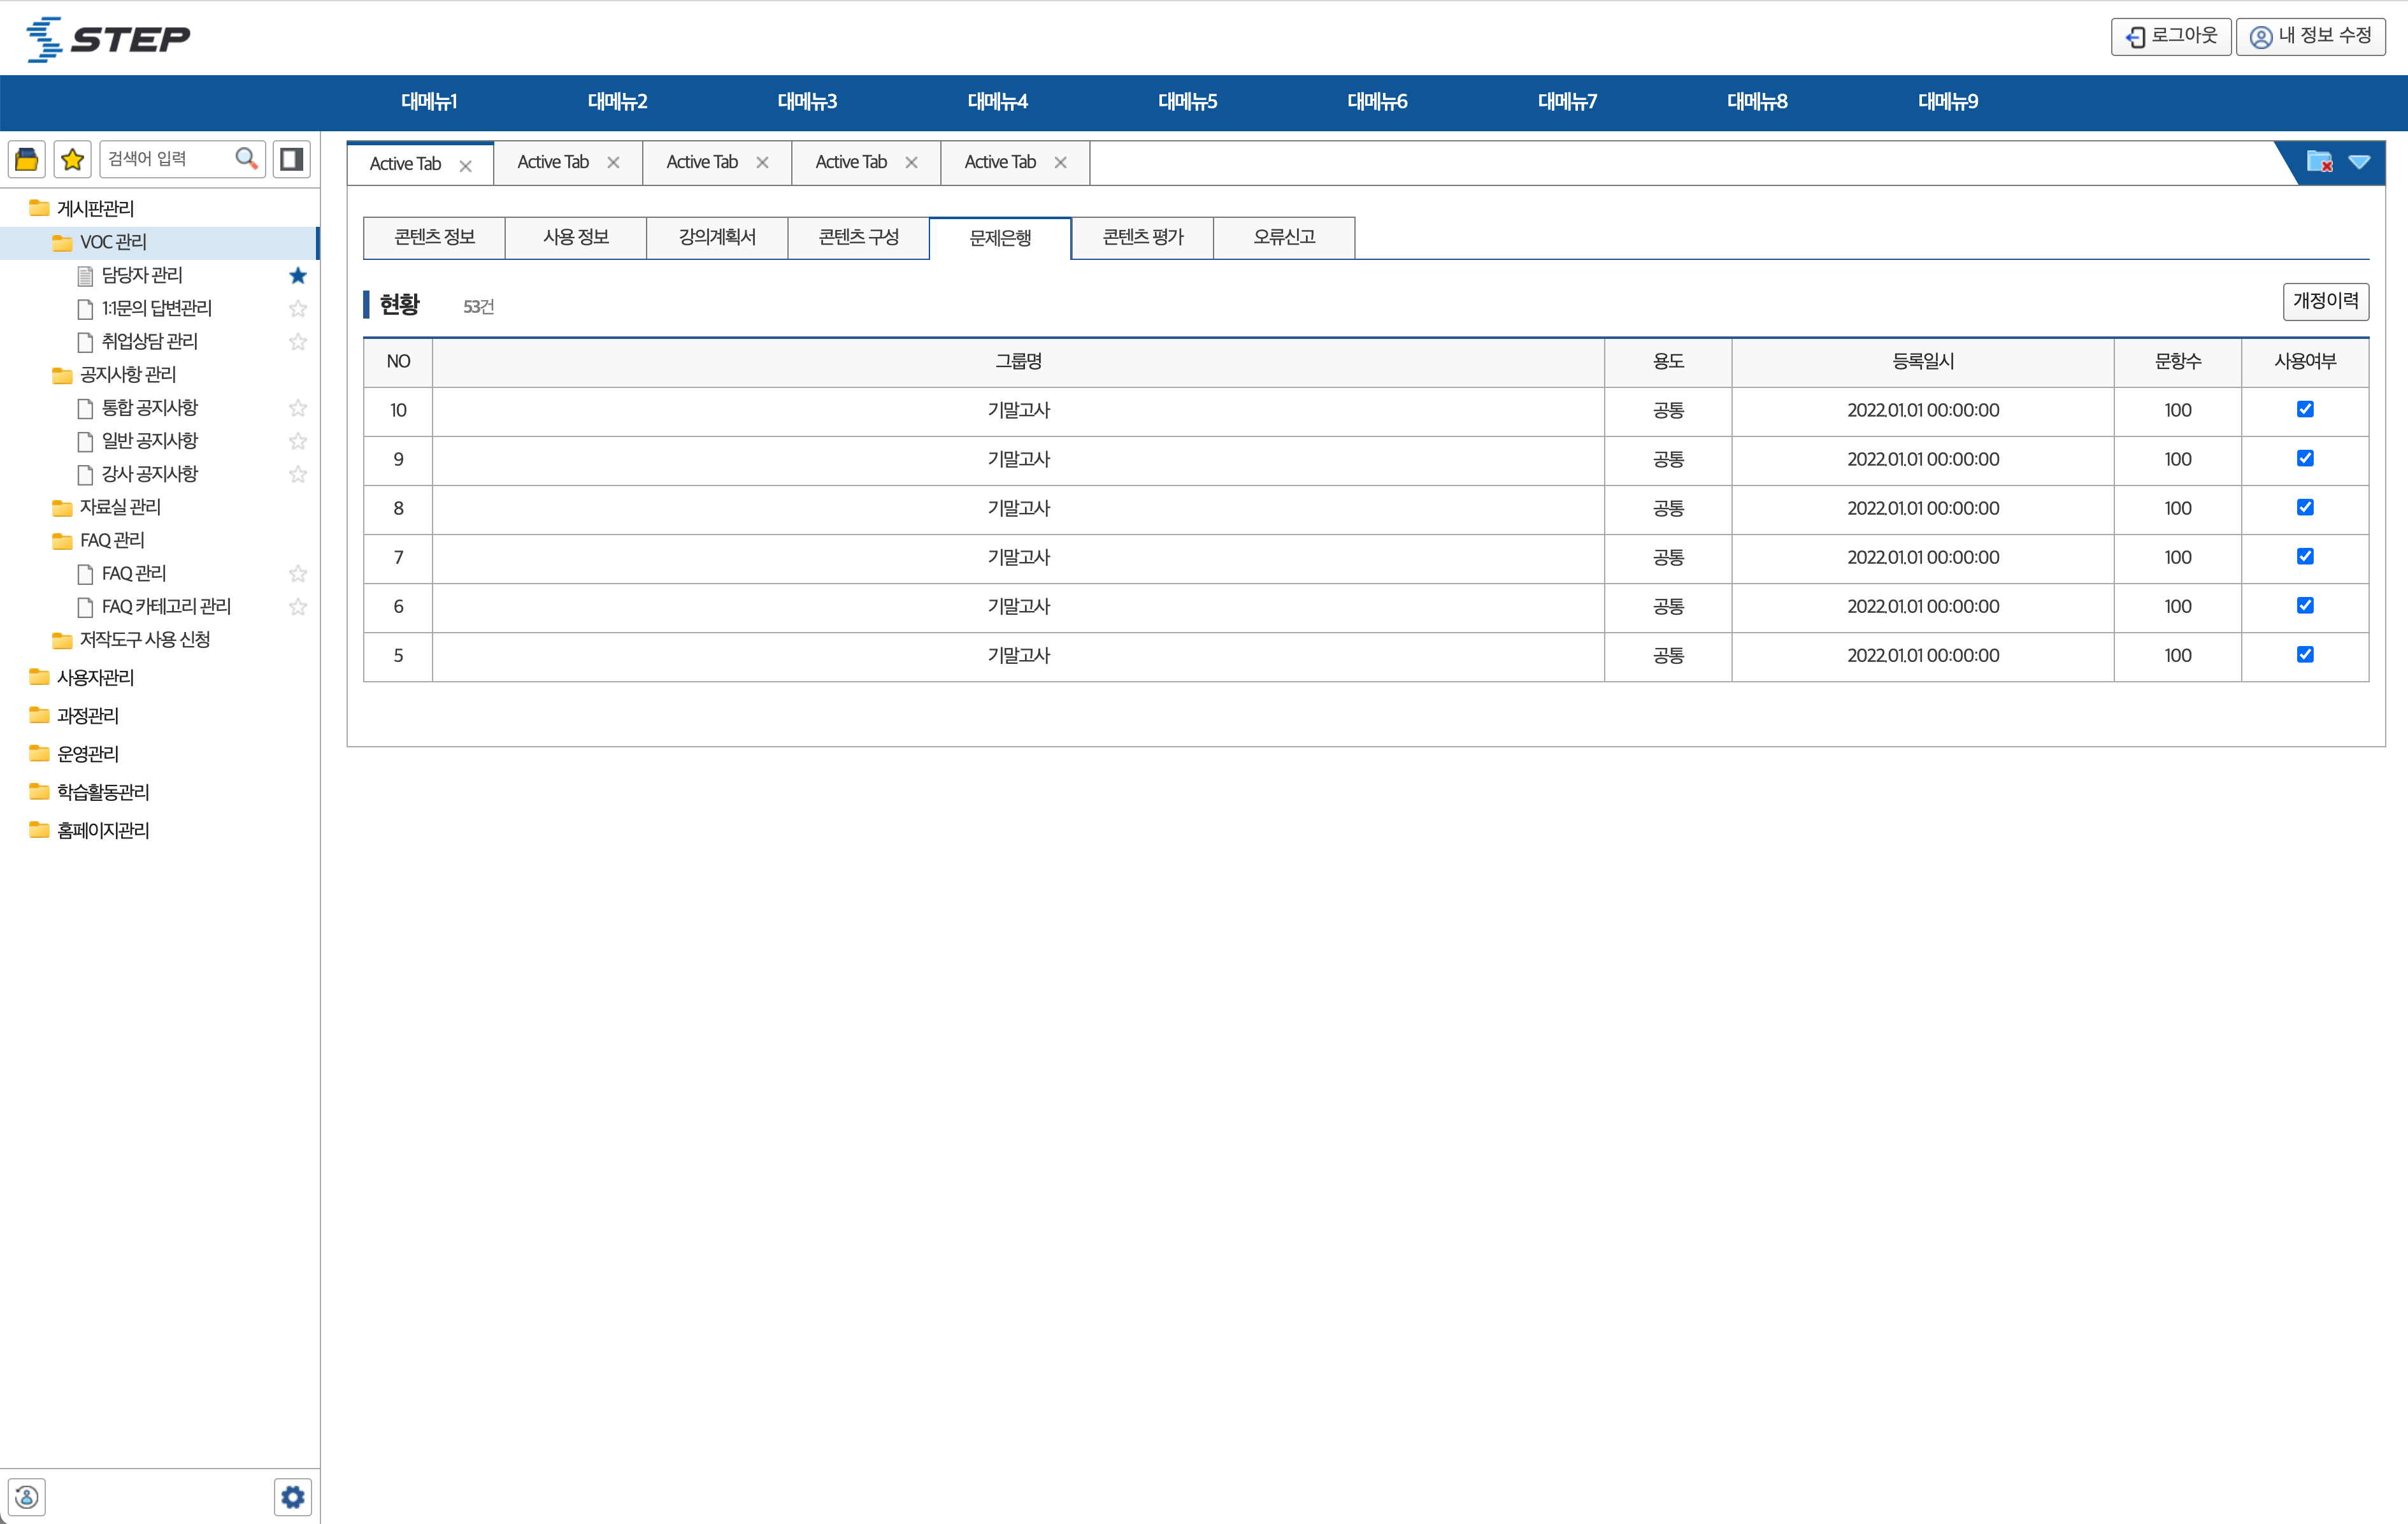 STEP
로그아웃
내 정보 수정
대메뉴1 대메뉴2 대메뉴3 대메뉴4 대메뉴5 대메뉴6 대메뉴7 대메뉴8 대메뉴9
검색어 입력
게시판관리
VOC 관리
담당자 관리
1:1문의 답변관리
취업상담 관리
공지사항 관리
통합 공지사항
일반 공지사항
강사 공지사항
자료실 관리
FAQ 관리
FAQ 관리
FAQ 카테고리 관리
저작도구 사용 신청
사용자관리
과정관리
운영관리
학습활동관리
홈페이지관리
Active Tab Active Tab Active Tab Active Tab Active Tab
콘텐츠 정보 사용 정보 강의계획서 콘텐츠 구성 문제은행 콘텐츠 평가 오류신고
현황 53건 개정이력
NO 그룹명 용도 등록일시 문항수 사용여부
10 기말고사 공통 2022.01.01 00:00:00 100
9 기말고사 공통 2022.01.01 00:00:00 100
8 기말고사 공통 2022.01.01 00:00:00 100
7 기말고사 공통 2022.01.01 00:00:00 100
6 기말고사 공통 2022.01.01 00:00:00 100
5 기말고사 공통 2022.01.01 00:00:00 100